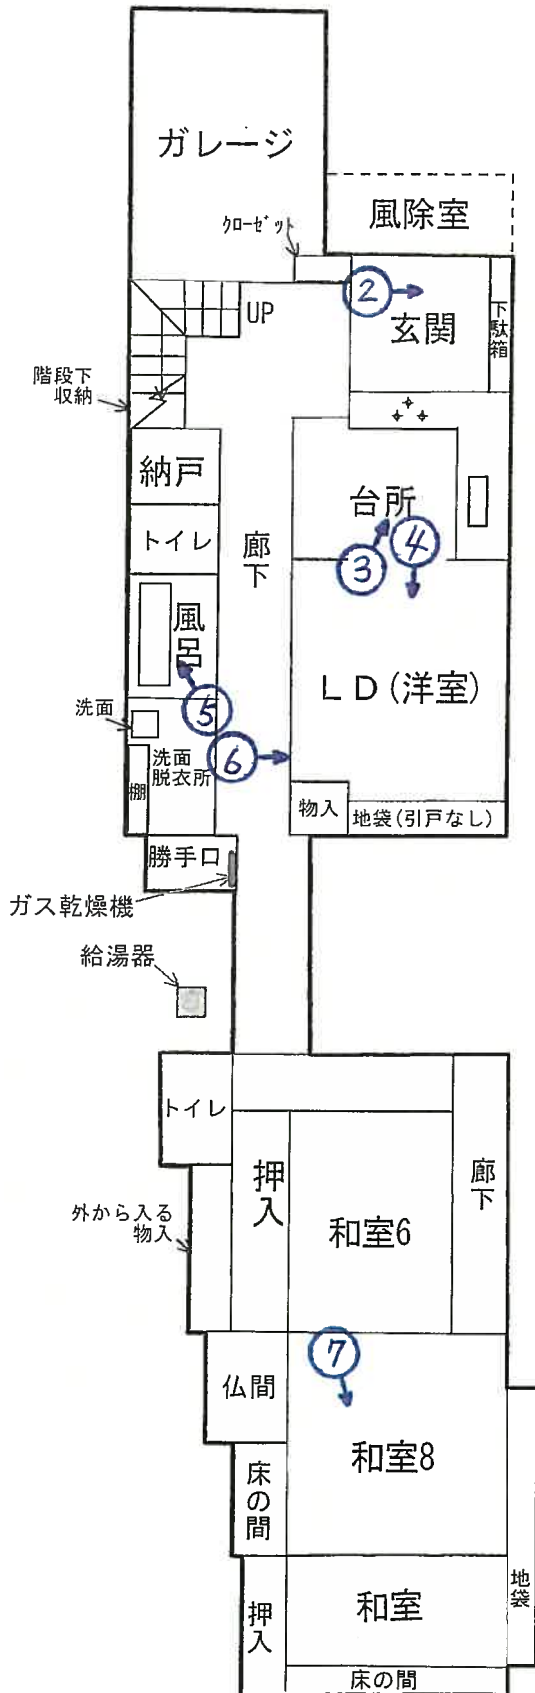 ガレージ
風除室
クローゼット
②
玄関
下駄箱
UP
階段下
収納
納戸
台所
トイレ
廊下
③
④
風呂
LD(洋室)
⑤
洗面
⑥
洗面
脱衣所
棚
物入
地袋(引戸なし)
勝手口
ガス乾燥機
給湯器
トイレ
押入
廊下
外から入る
物入
和室6
⑦
仏間
和室8
床の間
地袋
和室
押入
床の間